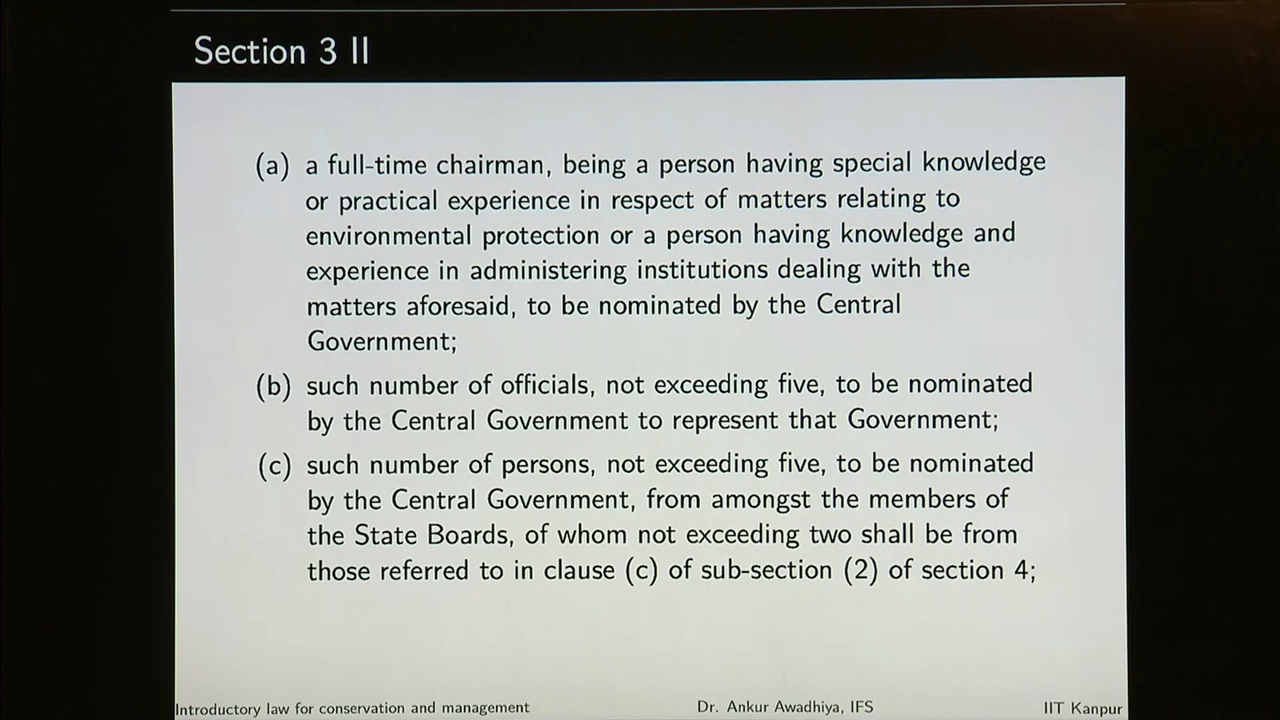 Section 3 II
(a) a full-time chairman, being a person having special knowledge
or practical experience in respect of matters relating to
environmental protection or a person having knowledge and
experience in administering institutions dealing with the
matters aforesaid, to be nominated by the Central
Government;
(b) such number of officials, not exceeding five, to be nominated
by the Central Government to represent that Government;
(c) such number of persons, not exceeding five, to be nominated
by the Central Government, from amongst the members of
the State Boards, of whom not exceeding two shall be from
those referred to in clause (c) of sub-section (2) of section 4;
Introductory law for conservation and management Dr. Ankur Awadhiya, IFS IIT Kanpur